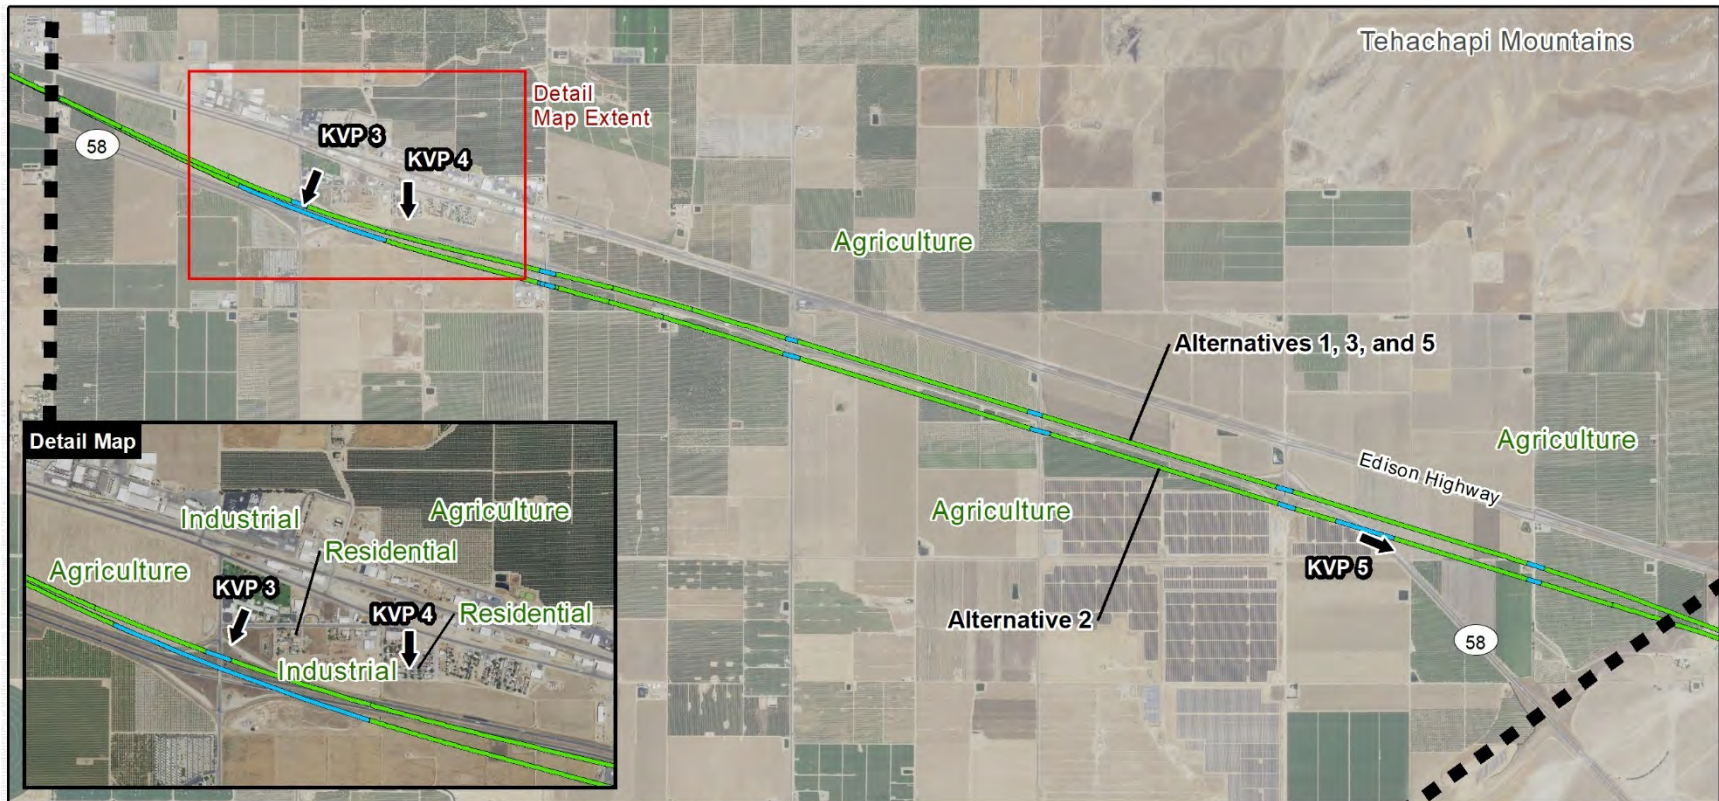 Tehachapi Mountains
Detail
Map Extent
58
KVP 3
KVP 4
Agriculture
Alternatives 1, 3, and 5
Agriculture
Edison Highway
Agriculture
KVP 5
Alternative 2
58
Detail Map
Industrial
Agriculture
Residential
Agriculture
KVP 3
KVP 4
Residential
Industrial